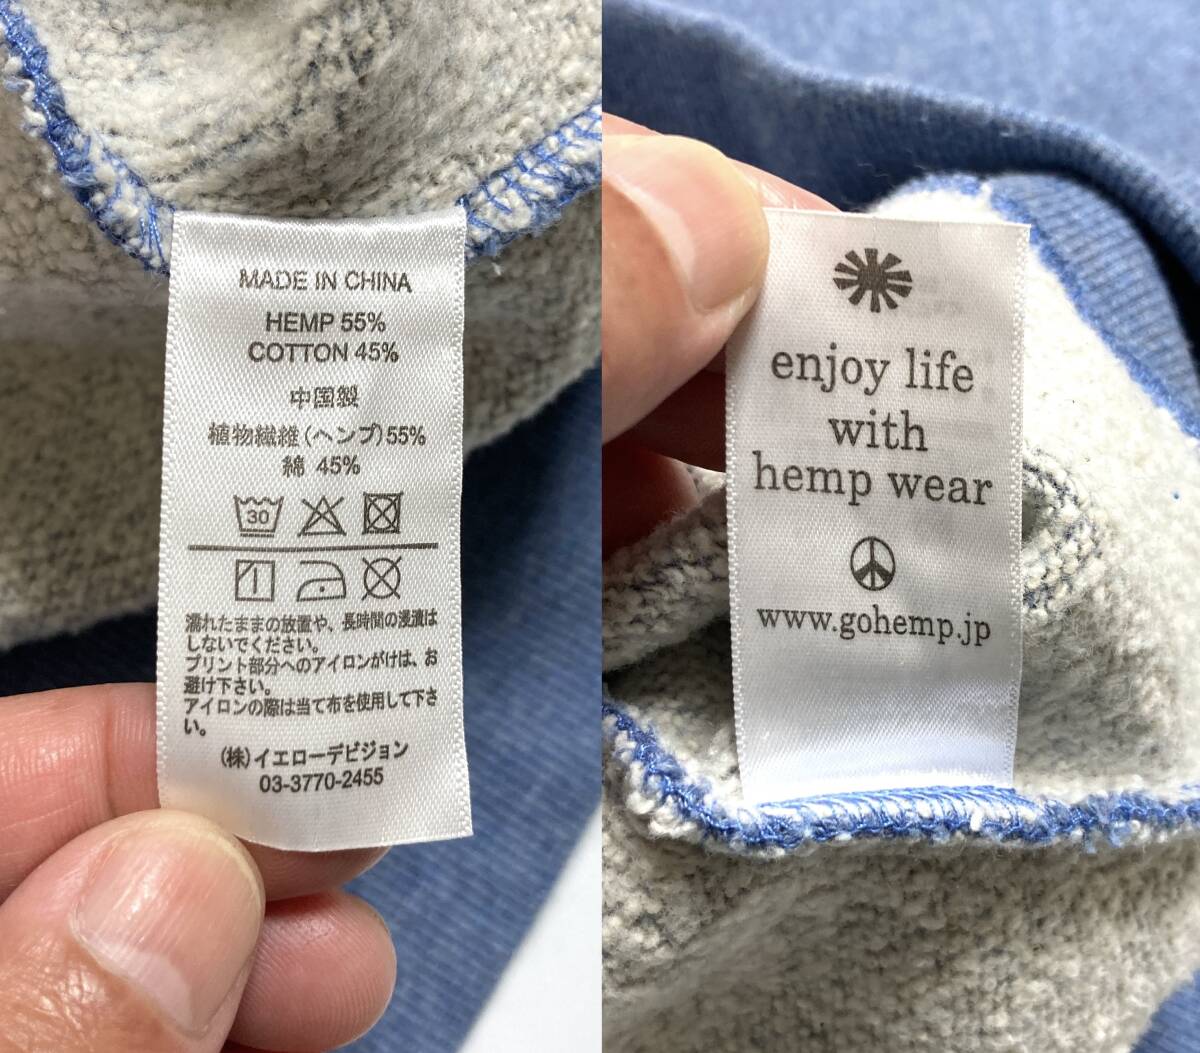 MADE IN CHINA
HEMP 55%
COTTON 45%
中国製
植物繊維(ヘンプ)55%
綿 45%
30
濡れたままの放置や、長時間の浸漬は
しないでください。
プリント部分へのアイロンがけは、お
避け下さい。
アイロンの際は当て布を使用して下さ
い。
(株)イエローデビジョン
03-3770-2455
enjoy life
with
hemp wear
www.gohemp.jp